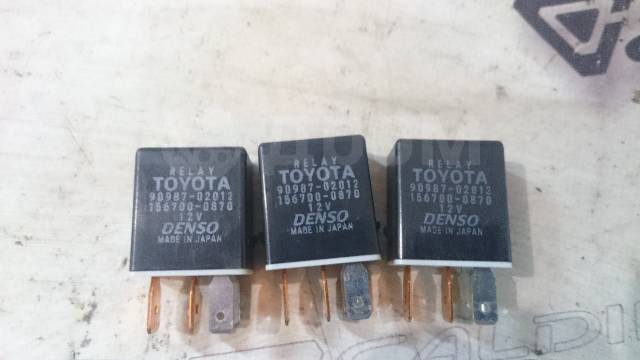 RELAY
TOYOTA
90987-02012
156700-0870
12V
DENSO
MADE IN JAPAN
RELAY
TOYOTA
90987-02012
156700-0870
12V
DENSO
MADE IN JAPAN
RELAY
TOYOTA
90987-02012
156700-0870
12V
DENSO
MADE IN JAPAN